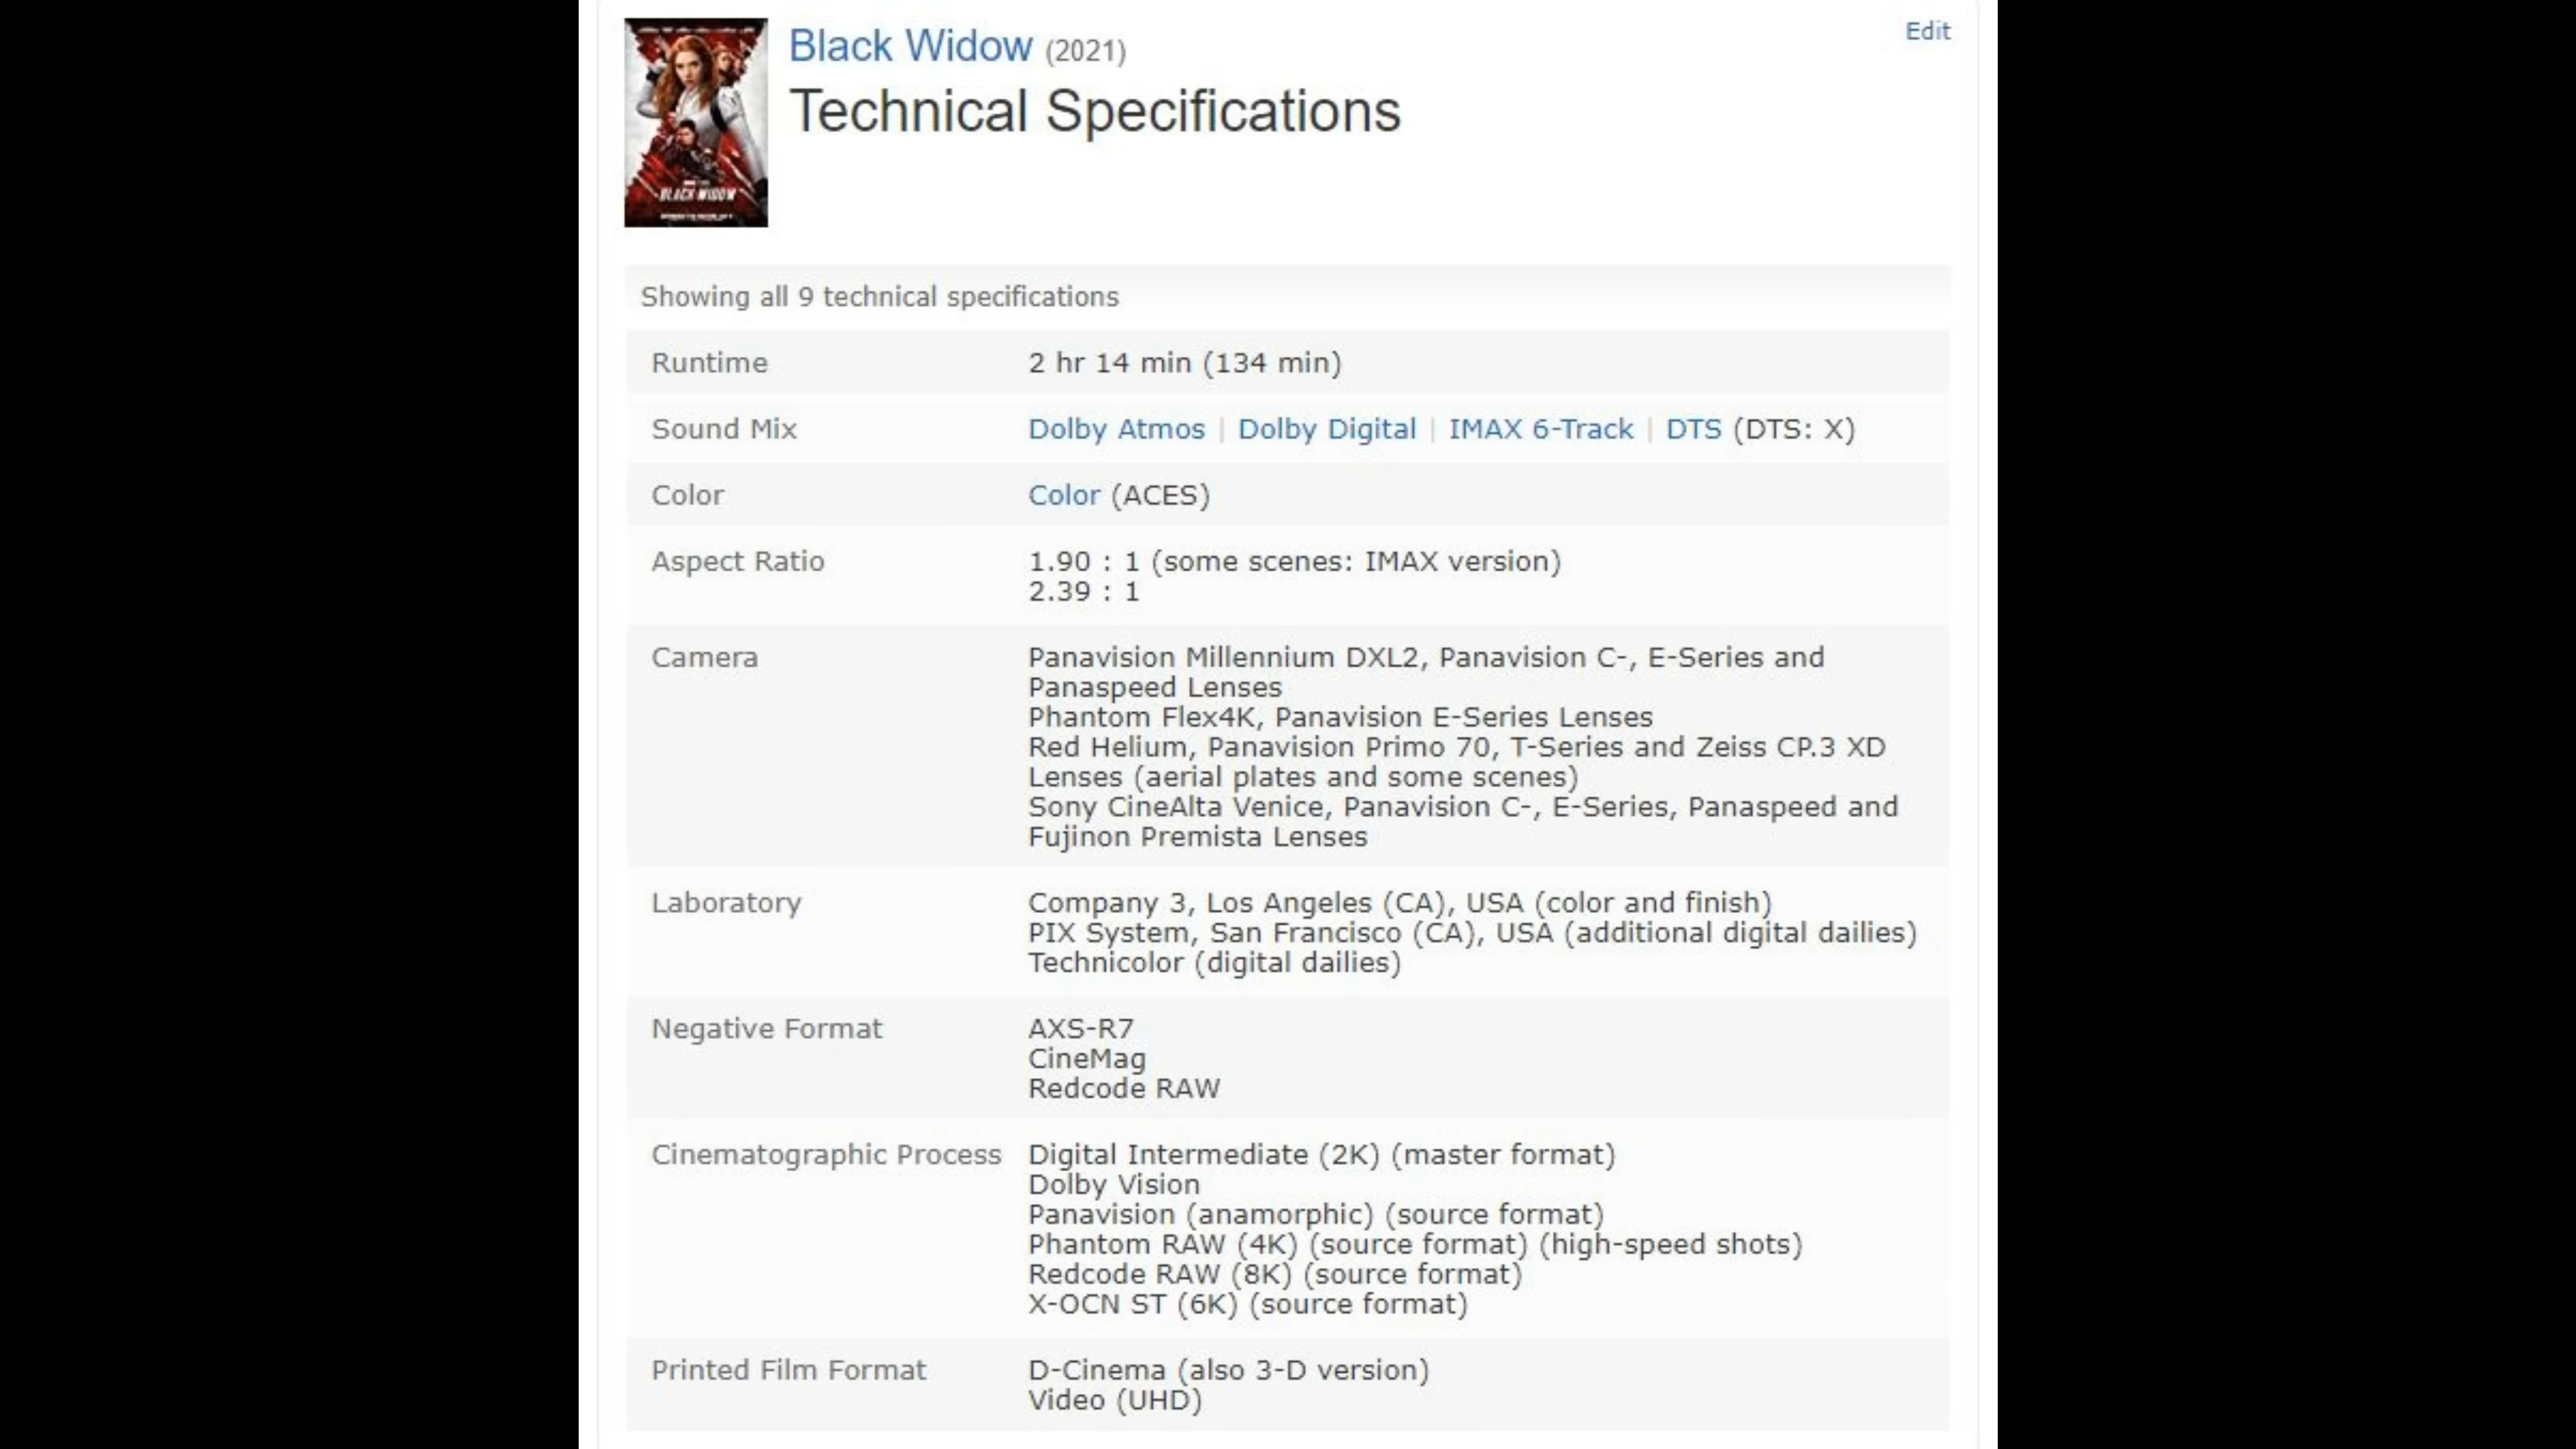 Black Widow (2021)
Edit
Technical Specifications
BLACK WIDOW
Showing all 9 technical specifications
Runtime 2 hr 14 min (134 min)
Sound Mix Dolby Atmos | Dolby Digital | IMAX 6-Track | DTS (DTS: X)
Color Color (ACES)
Aspect Ratio 1.90 : 1 (some scenes: IMAX version)
2.39 : 1
Camera Panavision Millennium DXL2, Panavision C-, E-Series and
Panaspeed Lenses
Phantom Flex4K, Panavision E-Series Lenses
Red Helium, Panavision Primo 70, T-Series and Zeiss CP.3 XD
Lenses (aerial plates and some scenes)
Sony CineAlta Venice, Panavision C-, E-Series, Panaspeed and
Fujinon Premista Lenses
Laboratory Company 3, Los Angeles (CA), USA (color and finish)
PIX System, San Francisco (CA), USA (additional digital dailies)
Technicolor (digital dailies)
Negative Format AXS-R7
CineMag
Redcode RAW
Cinematographic Process Digital Intermediate (2K) (master format)
Dolby Vision
Panavision (anamorphic) (source format)
Phantom RAW (4K) (source format) (high-speed shots)
Redcode RAW (8K) (source format)
X-OCN ST (6K) (source format)
Printed Film Format D-Cinema (also 3-D version)
Video (UHD)